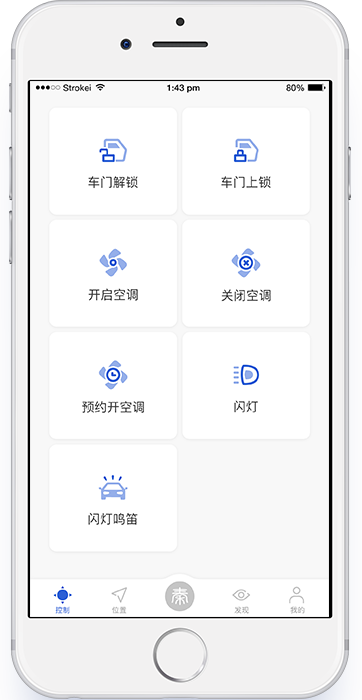 Strokei 1:43 pm 80%
车门解锁 车门上锁
开启空调 关闭空调
预约开空调 闪灯
闪灯鸣笛
秦
控制 位置 发现 我的